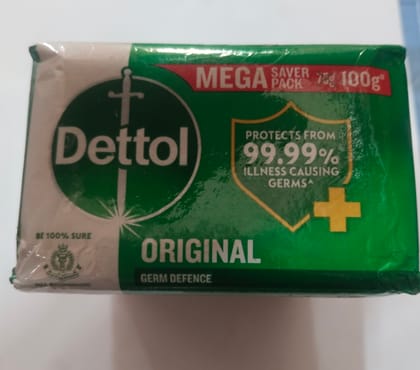 MEGA SAVER PACK 75g 100g#
Dettol
PROTECTS FROM
99.99%
ILLNESS CAUSING
GERMS^
BE 100% SURE
ORIGINAL
GERM DEFENCE